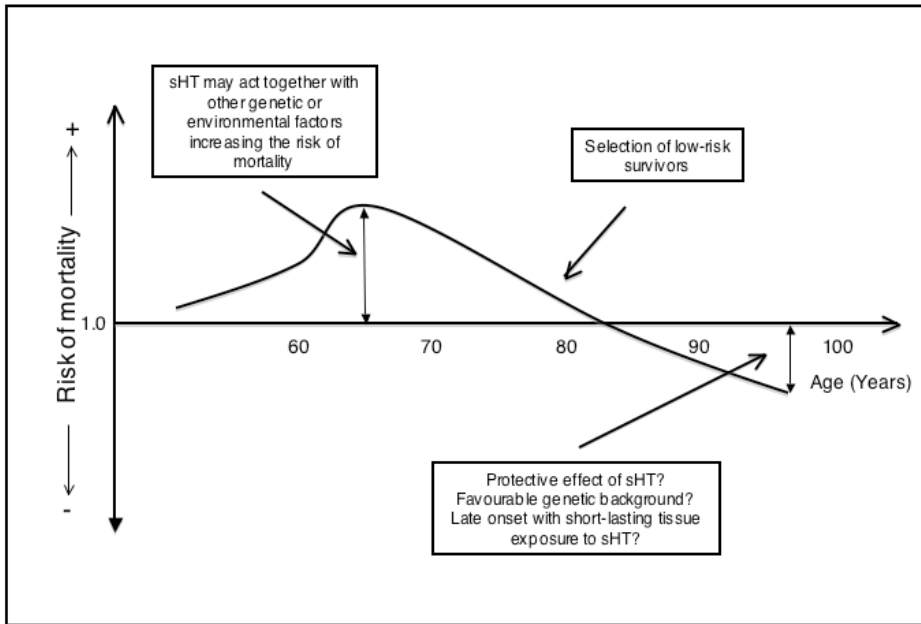 sHT may act together with
other genetic or
environmental factors
increasing the risk of
mortality
Selection of low-risk
survivors
+
Risk of mortality
-
1.0
60
70
80
90
100
Age (Years)
Protective effect of sHT?
Favourable genetic background?
Late onset with short-lasting tissue
exposure to sHT?